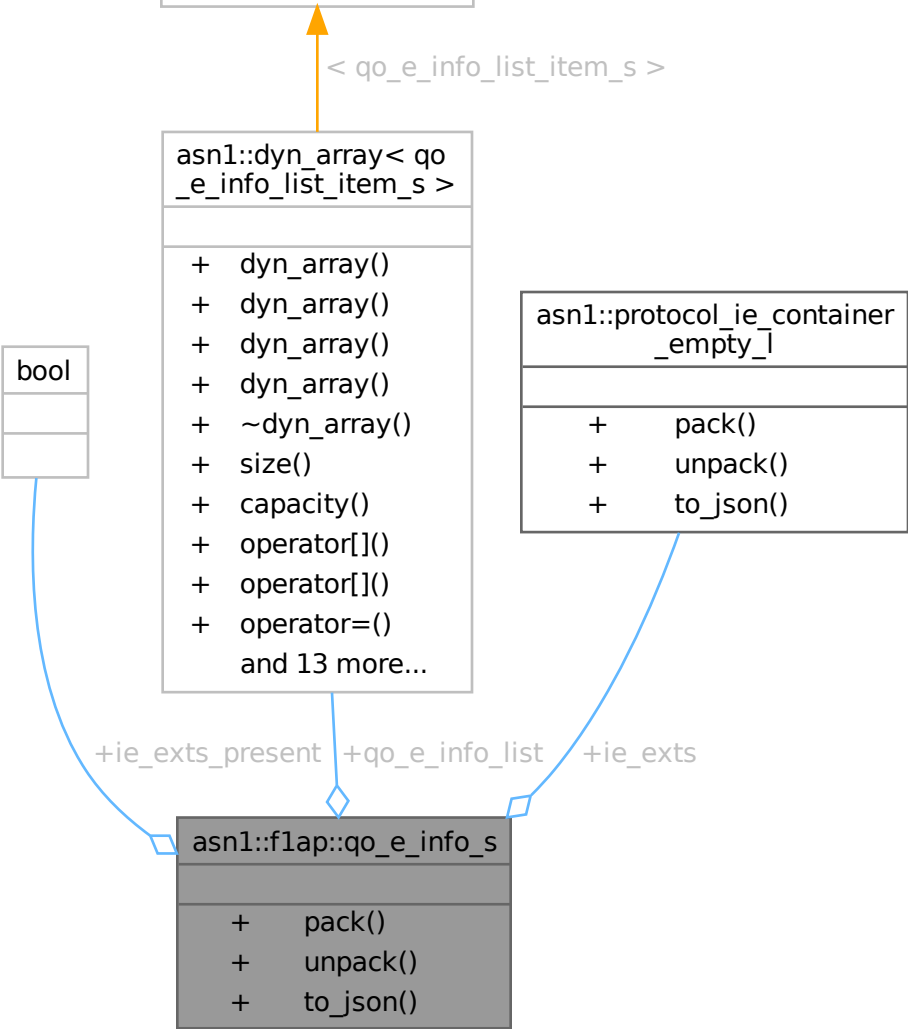 < qo_e_info_list_item_s >
asn1::dyn_array< qo
_e_info_list_item_s >
+ dyn_array()
+ dyn_array()
+ dyn_array()
+ dyn_array()
+ ~dyn_array()
+ size()
+ capacity()
+ operator[]()
+ operator[]()
+ operator=()
and 13 more...
asn1::protocol_ie_container
_empty_l
+ pack()
+ unpack()
+ to_json()
bool
+ie_exts_present
+qo_e_info_list
+ie_exts
asn1::f1ap::qo_e_info_s
+ pack()
+ unpack()
+ to_json()